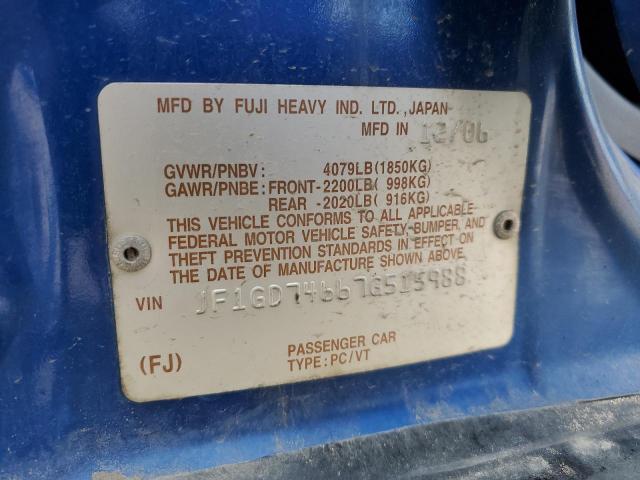 MFD BY FUJI HEAVY IND. LTD.,JAPAN
MFD IN 12/06
GVWR/PNBV: 4079LB(1850KG)
GAWR/PNBE: FRONT-2200LB( 998KG)
REAR -2020LB( 916KG)
THIS VEHICLE CONFORMS TO ALL APPLICABLE
FEDERAL MOTOR VEHICLE SAFETY,BUMPER, AND
THEFT PREVENTION STANDARDS IN EFFECT ON
THE DATE OF MANUFACTURE SHOWN ABOVE.
VIN JF1GD74667G513988
(FJ)
PASSENGER CAR
TYPE:PC/VT